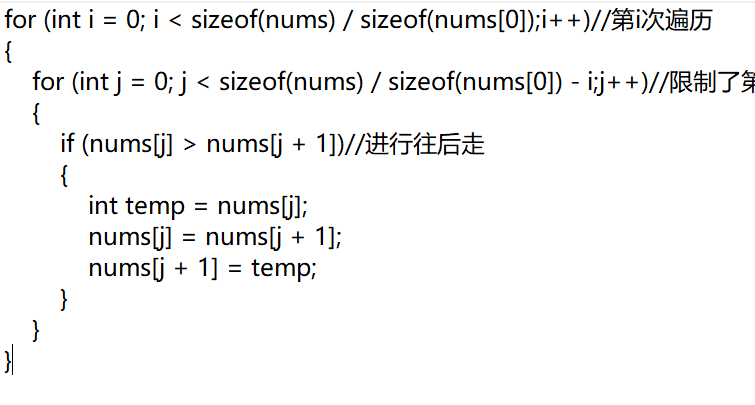 for (int i = 0; i < sizeof(nums) / sizeof(nums[0]);i++)//第i次遍历
{
for (int j = 0; j < sizeof(nums) / sizeof(nums[0]) - i;j++)//限制了第
{
if (nums[j] > nums[j + 1])//进行往后走
{
int temp = nums[j];
nums[j] = nums[j + 1];
nums[j + 1] = temp;
}
}
}